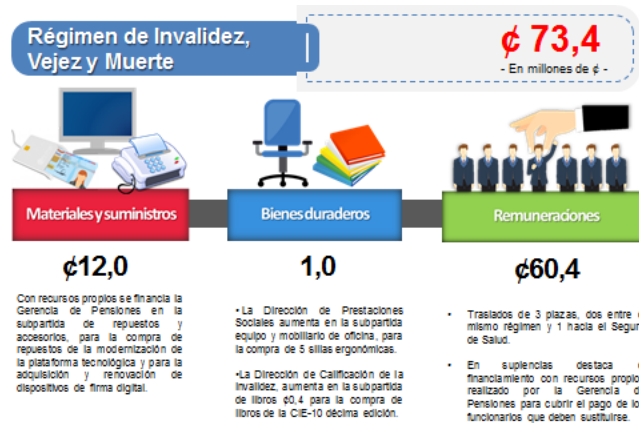 Régimen de Invalidez,
Vejez y Muerte
¢ 73,4
- En millones de ¢ -
Materiales y suministros
Bienes duraderos
Remuneraciones
¢12,0
1,0
¢60,4
Con recursos propios se financia la
Gerencia de Pensiones en la
subpartida de repuestos y
accesorios, para la compra de
repuestos de la modernización de
la plataforma tecnológica y para la
adquisición y renovación de
dispositivos de firma digital.
•La Dirección de Prestaciones
Sociales aumenta en la subpartida
equipo y mobiliario de oficina, para
la compra de 5 sillas ergonómicas.
•La Dirección de Calificación de la
Invalidez, aumenta en la subpartida
de libros ¢0,4 para la compra de
libros de la CIE-10 décima edición.
• Traslados de 3 plazas, dos entre
mismo régimen y 1 hacia el
de Salud.
• En suplencias destaca
financiamiento con recursos
realizado por la Gerencia
Pensiones para cubrir el pago de
funcionarios que deben sustituirse.